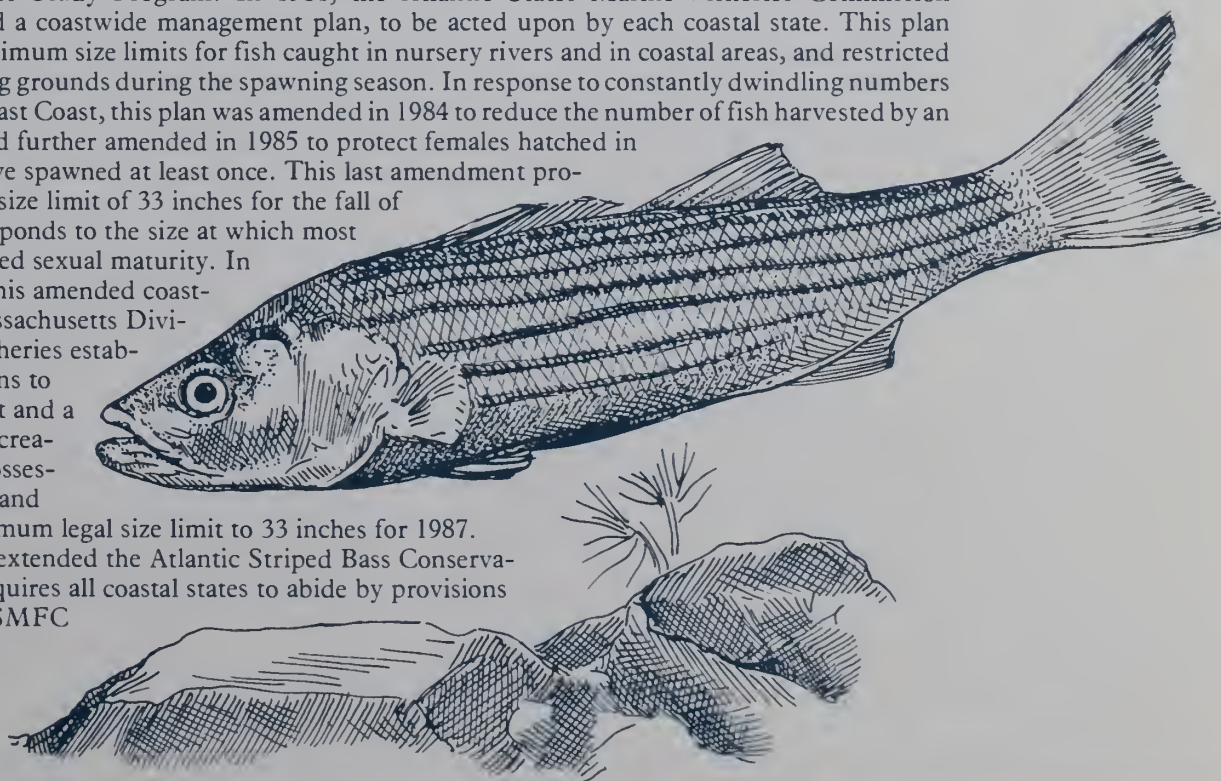 Study Program. In 1981, the Atlantic States Marine Fisheries Commission
a coastwide management plan, to be acted upon by each coastal state. This plan
imum size limits for fish caught in nursery rivers and in coastal areas, and restricted
g grounds during the spawning season. In response to constantly dwindling numbers
ast Coast, this plan was amended in 1984 to reduce the number of fish harvested by an
d further amended in 1985 to protect females hatched in
ve spawned at least once. This last amendment pro-
size limit of 33 inches for the fall of
ponds to the size at which most
ed sexual maturity. In
his amended coast-
ssachusetts Divi-
heries estab-
ns to
t and a
crea-
osses-
and
mum legal size limit to 33 inches for 1987.
extended the Atlantic Striped Bass Conserva-
quires all coastal states to abide by provisions
SMFC